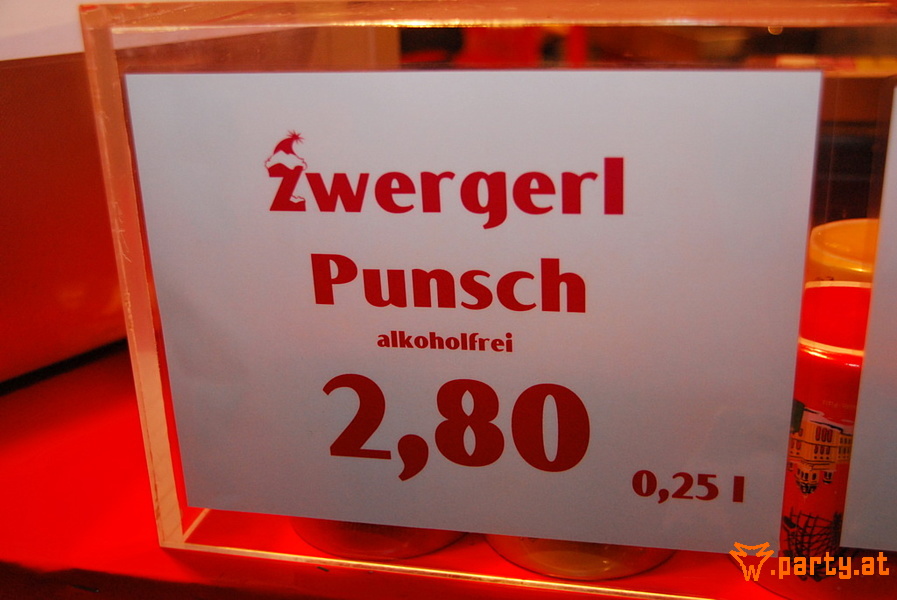 Zwergerl
Punsch
alkoholfrei
2,80
0,25 l
W.party.at